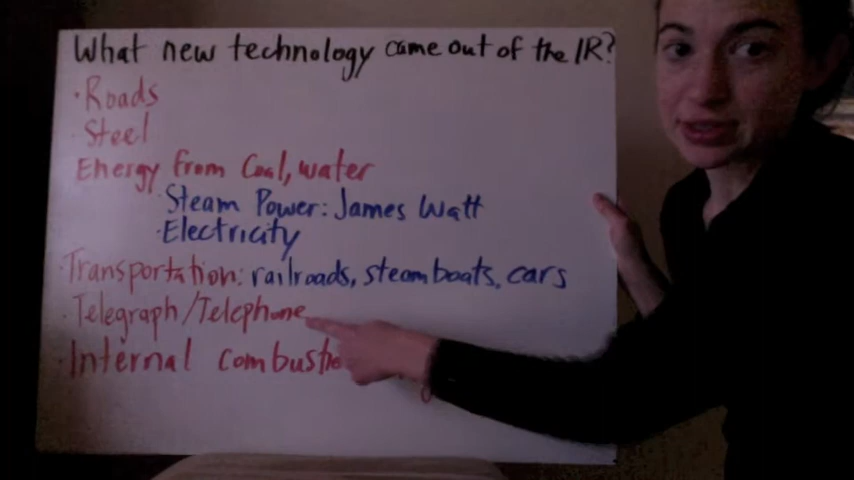 What new technology came out of the IR?
· Roads
· Steel
Energy from Coal, water
· Steam Power: James Watt
· Electricity
· Transportation: railroads, steamboats, cars
· Telegraph/Telephone
· Internal